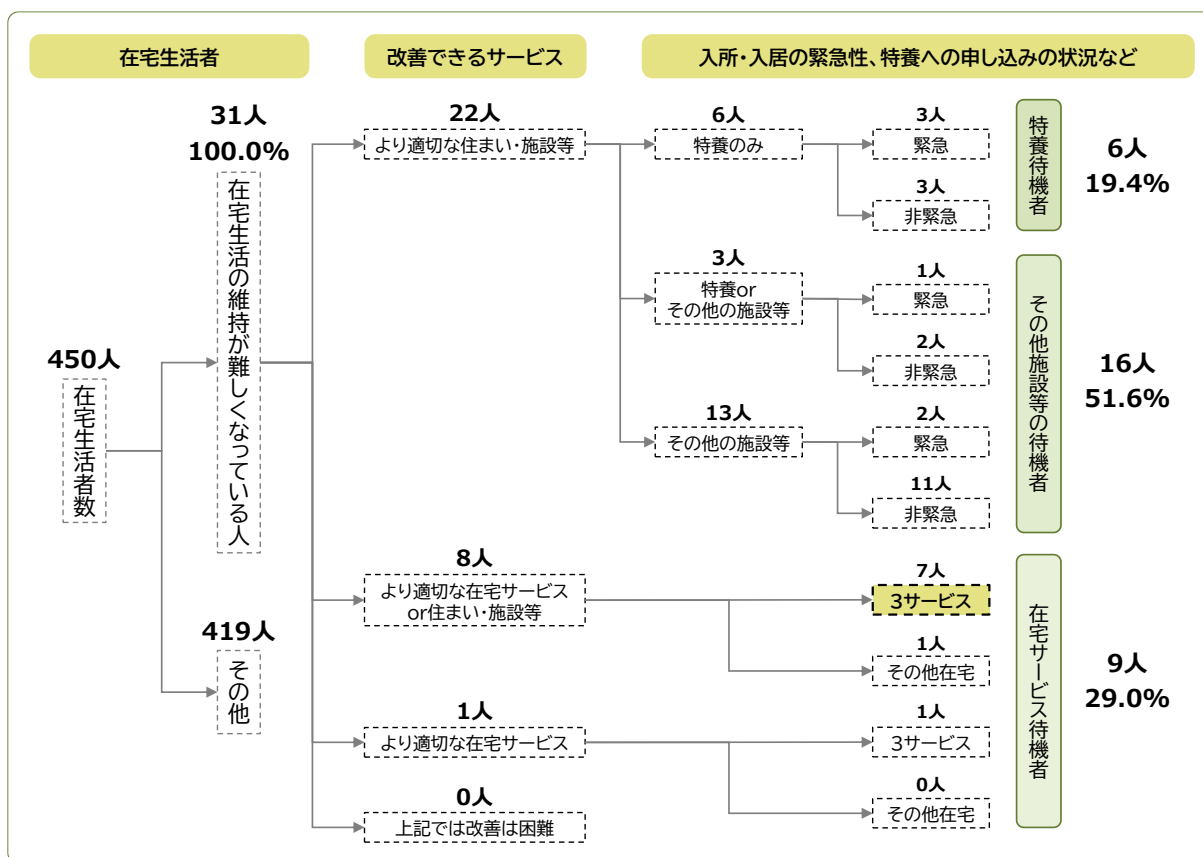 在宅生活者
改善できるサービス
入所・入居の緊急性、特養への申し込みの状況など
450人
在宅生活者数
31人
100.0%
在宅生活の維持が難しくなっている人
419人
その他
22人
より適切な住まい・施設等
6人
特養のみ
3人
緊急
3人
非緊急
3人
特養or
その他の施設等
1人
緊急
2人
非緊急
13人
その他の施設等
2人
緊急
11人
非緊急
8人
より適切な在宅サービス
or住まい・施設等
7人
3サービス
1人
その他在宅
1人
より適切な在宅サービス
1人
3サービス
0人
その他在宅
0人
上記では改善は困難
特養待機者
6人
19.4%
その他施設等の待機者
16人
51.6%
在宅サービス待機者
9人
29.0%